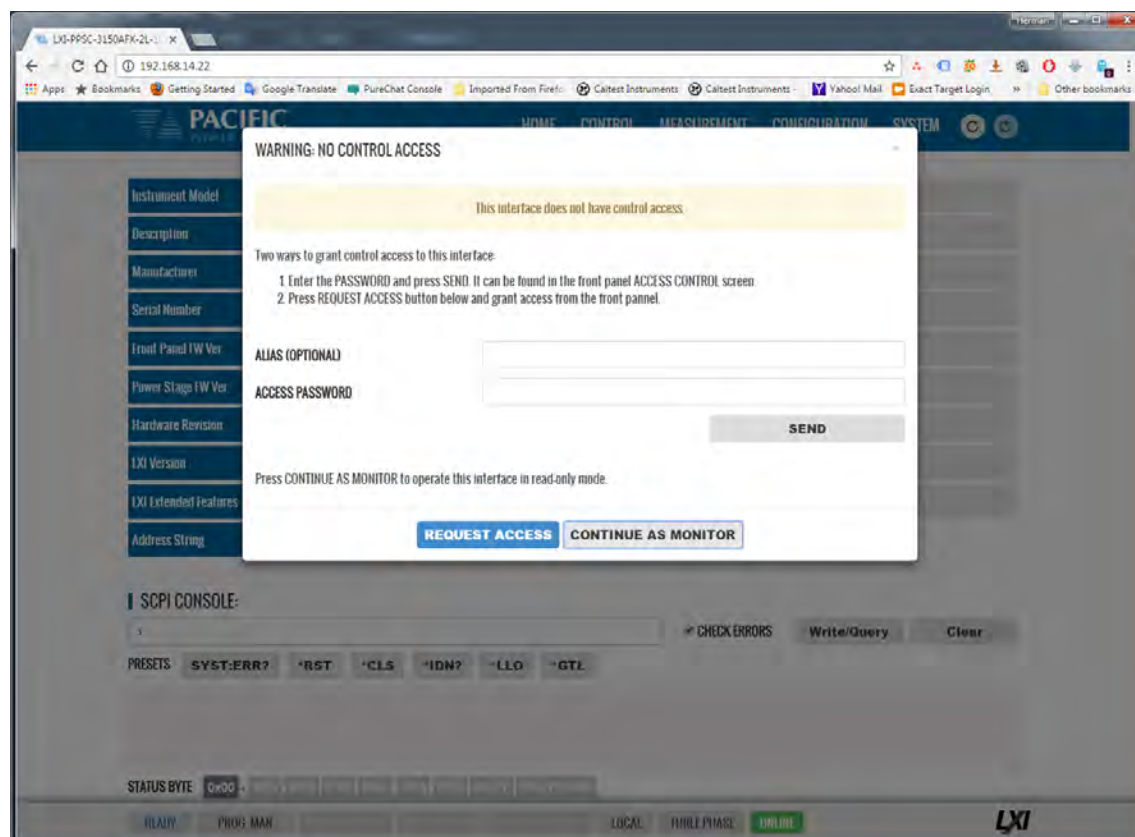 Herman
LXI-PPSC-3150AFX-2L-
192.168.14.22
Apps Bookmarks Getting Started Google Translate PureChat Console Imported From Firefo Caltest Instruments Caltest Instruments - Yahoo! Mail Exact Target Login » Other bookmarks
PACIFIC
HOME CONTROL MEASUREMENT CONFIGURATION SYSTEM
WARNING: NO CONTROL ACCESS
This interface does not have control access
Two ways to grant control access to this interface:
1. Enter the PASSWORD and press SEND. It can be found in the front panel ACCESS CONTROL screen
2. Press REQUEST ACCESS button below and grant access from the front pannel.
ALIAS (OPTIONAL)
ACCESS PASSWORD
SEND
Press CONTINUE AS MONITOR to operate this interface in read-only mode.
REQUEST ACCESS CONTINUE AS MONITOR
Instrument Model
Description
Manufacturer
Serial Number
Front Panel FW Ver
Power Stage FW Ver
Hardware Revision
LXI Version
LXI Extended Features
Address String
SCPI CONSOLE:
CHECK ERRORS Write/Query Clear
PRESETS SYST:ERR? *RST *CLS *IDN? *LLO *GTL
STATUS BYTE 0x00 -
READY PROG MAN LOCAL THREE PHASE ONLINE LXI